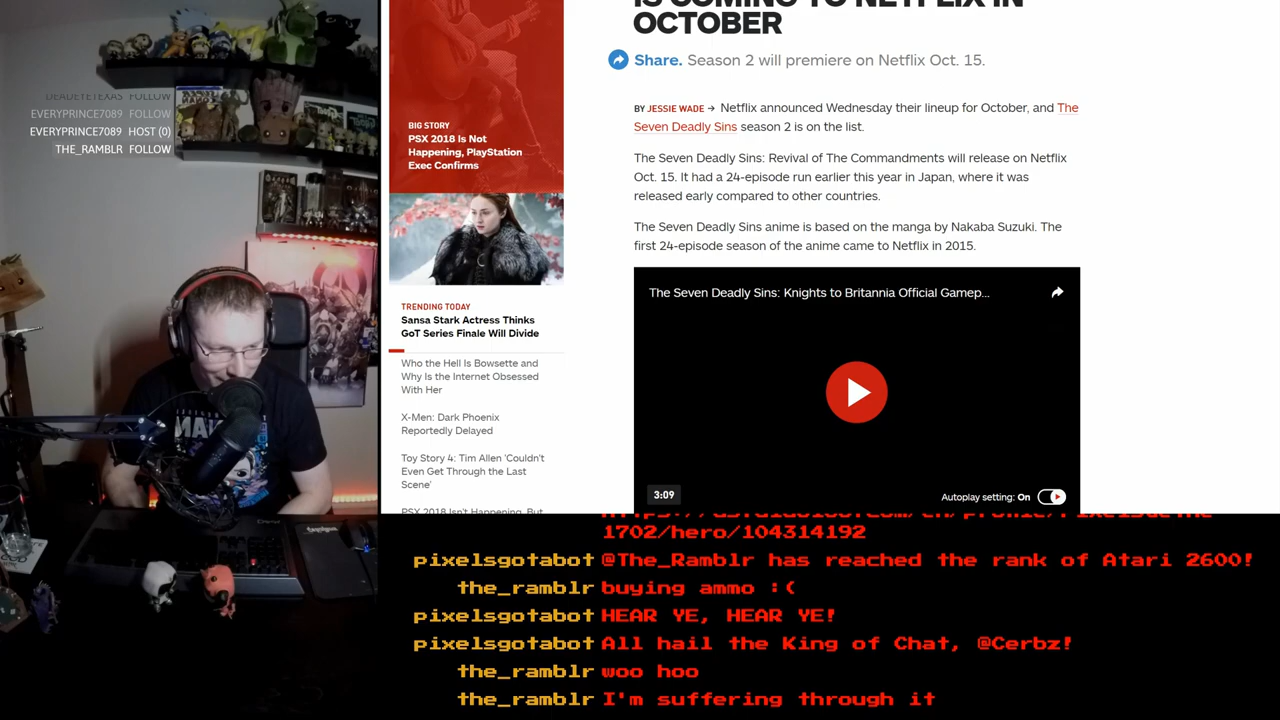 DEADEYETEXAS FOLLOW
EVERYPRINCE7089 FOLLOW
EVERYPRINCE7089 HOST (0)
THE_RAMBLR FOLLOW
BIG STORY
PSX 2018 Is Not
Happening, PlayStation
Exec Confirms
TRENDING TODAY
Sansa Stark Actress Thinks
GoT Series Finale Will Divide
Who the Hell Is Bowsette and
Why Is the Internet Obsessed
With Her
X-Men: Dark Phoenix
Reportedly Delayed
Toy Story 4: Tim Allen 'Couldn't
Even Get Through the Last
Scene'
PSX 2018 Isn't Happening, But
IS COMING TO NETFLIX IN
OCTOBER
Share. Season 2 will premiere on Netflix Oct. 15.
BY JESSIE WADE → Netflix announced Wednesday their lineup for October, and The
Seven Deadly Sins season 2 is on the list.
The Seven Deadly Sins: Revival of The Commandments will release on Netflix
Oct. 15. It had a 24-episode run earlier this year in Japan, where it was
released early compared to other countries.
The Seven Deadly Sins anime is based on the manga by Nakaba Suzuki. The
first 24-episode season of the anime came to Netflix in 2015.
The Seven Deadly Sins: Knights to Britannia Official Gamep...
3:09
Autoplay setting: On
1702/hero/104314192
pixelsgotabot @The_Ramblr has reached the rank of Atari 2600!
the_ramblr buying ammo :(
pixelsgotabot HEAR YE, HEAR YE!
pixelsgotabot All hail the King of Chat, @Cerbz!
the_ramblr woo hoo
the_ramblr I'm suffering through it